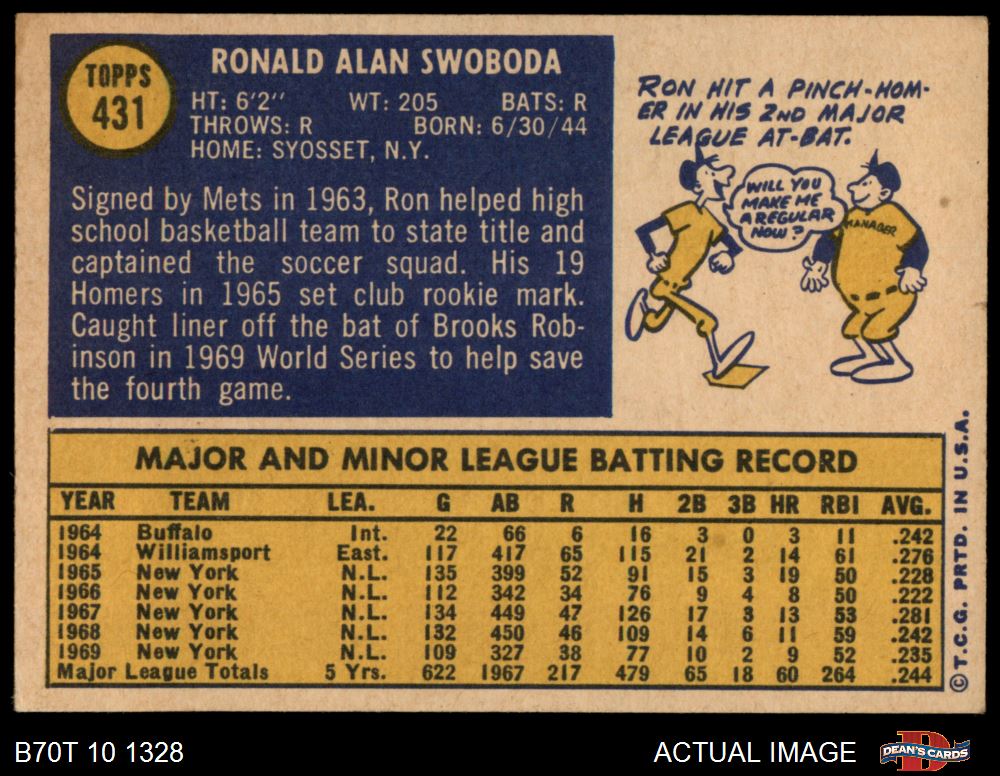 TOPPS
431
RONALD ALAN SWOBODA
HT: 6'2" WT: 205 BATS: R
THROWS: R BORN: 6/30/44
HOME: SYOSSET, N.Y.
Signed by Mets in 1963, Ron helped high
school basketball team to state title and
captained the soccer squad. His 19
Homers in 1965 set club rookie mark.
Caught liner off the bat of Brooks Rob-
inson in 1969 World Series to help save
the fourth game.
RON HIT A PINCH-HOM-
ER IN HIS 2ND MAJOR
LEAGUE AT-BAT.
WILL YOU
MAKE ME
A REGULAR
NOW?
MANAGER
MAJOR AND MINOR LEAGUE BATTING RECORD
YEAR TEAM LEA. G AB R H 2B 3B HR RBI AVG.
1964 Buffalo Int. 22 66 6 16 3 0 3 11 .242
1964 Williamsport East. 117 417 65 115 21 2 14 61 .276
1965 New York N.L. 135 399 52 91 15 3 19 50 .228
1966 New York N.L. 112 342 34 76 9 4 8 50 .222
1967 New York N.L. 134 449 47 126 17 3 13 53 .281
1968 New York N.L. 132 450 46 109 14 6 11 59 .242
1969 New York N.L. 109 327 38 77 10 2 9 52 .235
Major League Totals 5 Yrs. 622 1967 217 479 65 18 60 264 .244
© T.C.G. PRTD. IN U.S.A.
B70T 10 1328
ACTUAL IMAGE
D
DEAN'S CARDS